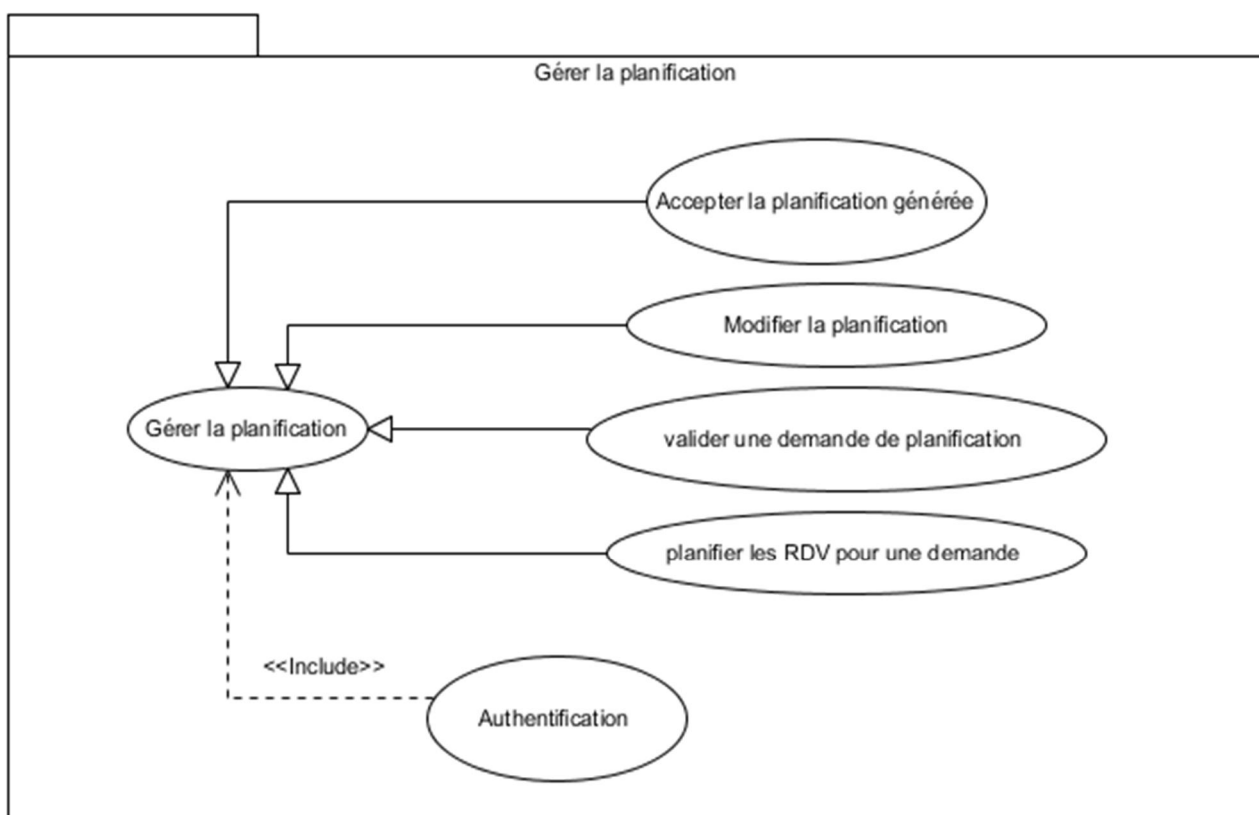 Gérer la planification
Accepter la planification générée
Modifier la planification
Gérer la planification
valider une demande de planification
planifier les RDV pour une demande
<<Include>>
Authentification